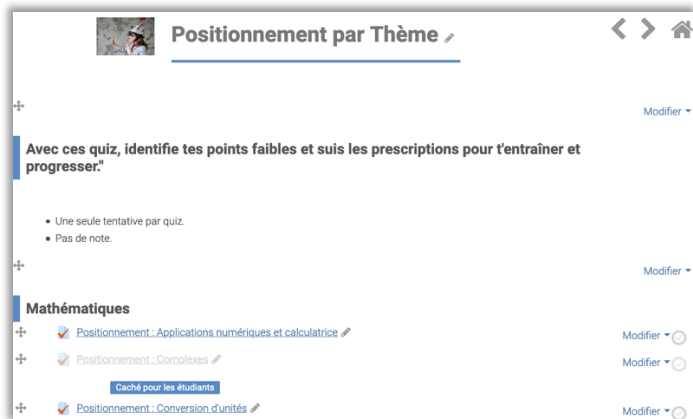 Positionnement par Thème
Modifier
Avec ces quiz, identifie tes points faibles et suis les prescriptions pour t'entraîner et
progresser."
Une seule tentative par quiz.
Pas de note.
Modifier
Mathématiques
Positionnement : Applications numériques et calculatrice Modifier
Positionnement : Complexes Modifier
Caché pour les étudiants
Positionnement : Conversion d'unités Modifier